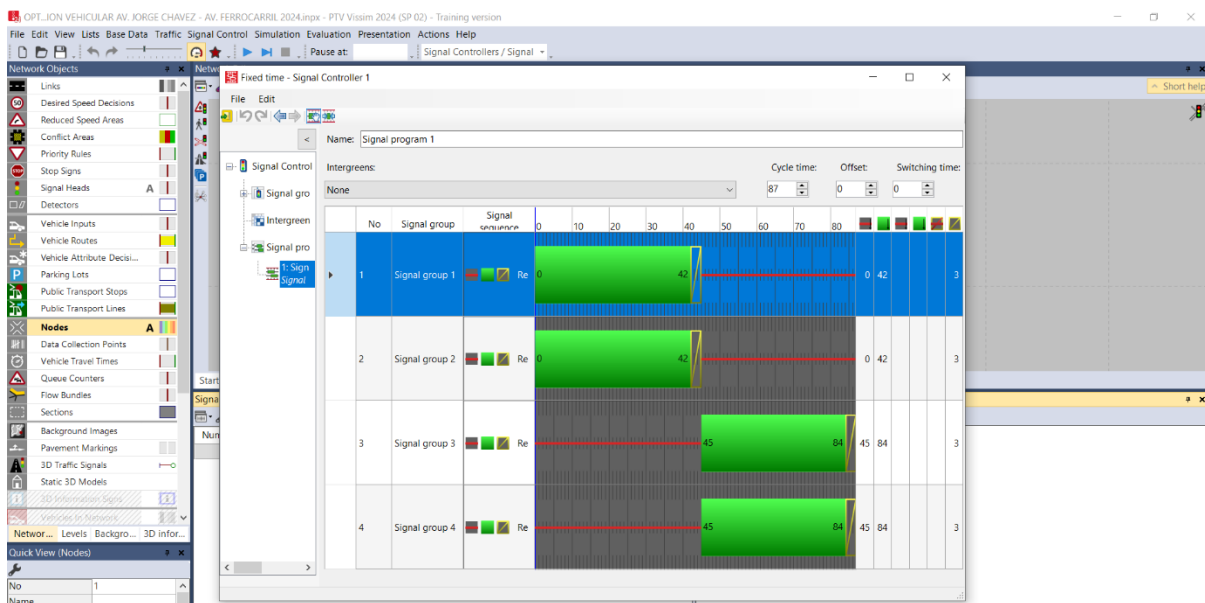 OPT...ION VEHICULAR AV. JORGE CHAVEZ - AV. FERROCARRIL 2024.inpx - PTV Vissim 2024 (SP 02) - Training version
File Edit View Lists Base Data Traffic Signal Control Simulation Evaluation Presentation Actions Help
Pause at: Signal Controllers / Signal
Network Objects
Netw
Short help
Links
50 Desired Speed Decisions
Reduced Speed Areas
Conflict Areas
Priority Rules
STOP Stop Signs
Signal Heads A
Detectors
Vehicle Inputs
Vehicle Routes
Vehicle Attribute Decisi...
P Parking Lots
Public Transport Stops
Public Transport Lines
Nodes A
Data Collection Points
Vehicle Travel Times
Queue Counters
Flow Bundles
Sections
Background Images
Pavement Markings
3D Traffic Signals
Static 3D Models
3D Information Signs
Vehicles In Network
Networ... Levels Backgro... 3D infor...
Quick View (Nodes)
No 1
Name
Start
Signa
Num
Fixed time - Signal Controller 1
File Edit
<
Signal Control
Signal gro
Intergreen
Signal pro
1: Sign
Signal
Name: Signal program 1
Intergreens: Cycle time: Offset: Switching time:
None 87 0 0
No Signal group Signal sequence 0 10 20 30 40 50 60 70 80
1 Signal group 1 Re 0 42 0 42 3
2 Signal group 2 Re 0 42 0 42 3
3 Signal group 3 Re 45 84 45 84 3
4 Signal group 4 Re 45 84 45 84 3